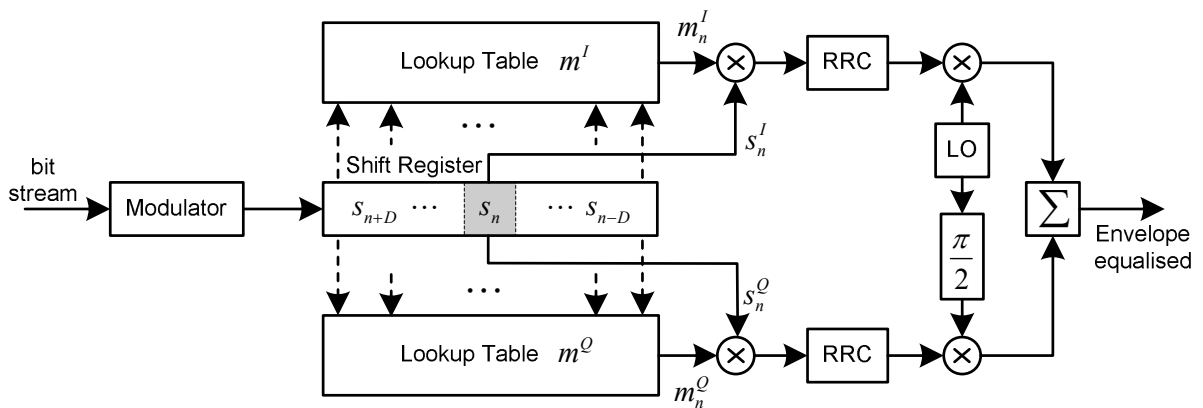 Lookup Table m^I
m_n^I
RRC
⋯
s_n^I
LO
Shift Register
bit
stream
Modulator
s_{n+D} ⋯ s_n ⋯ s_{n-D}
Σ
π/2
Envelope
equalised
⋯
s_n^Q
Lookup Table m^Q
m_n^Q
RRC